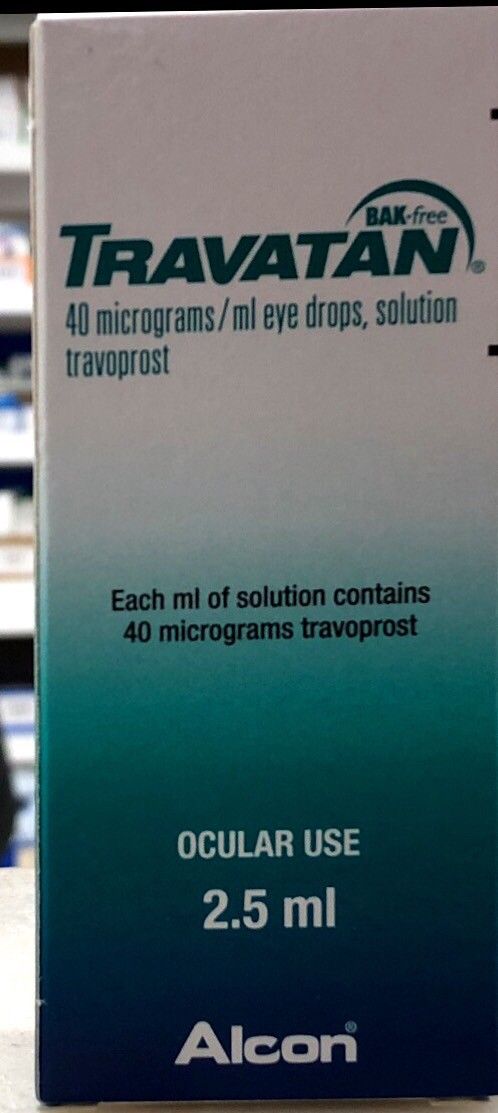 BAK-free
TRAVATAN®
40 micrograms/ml eye drops, solution
travoprost
Each ml of solution contains
40 micrograms travoprost
OCULAR USE
2.5 ml
Alcon®